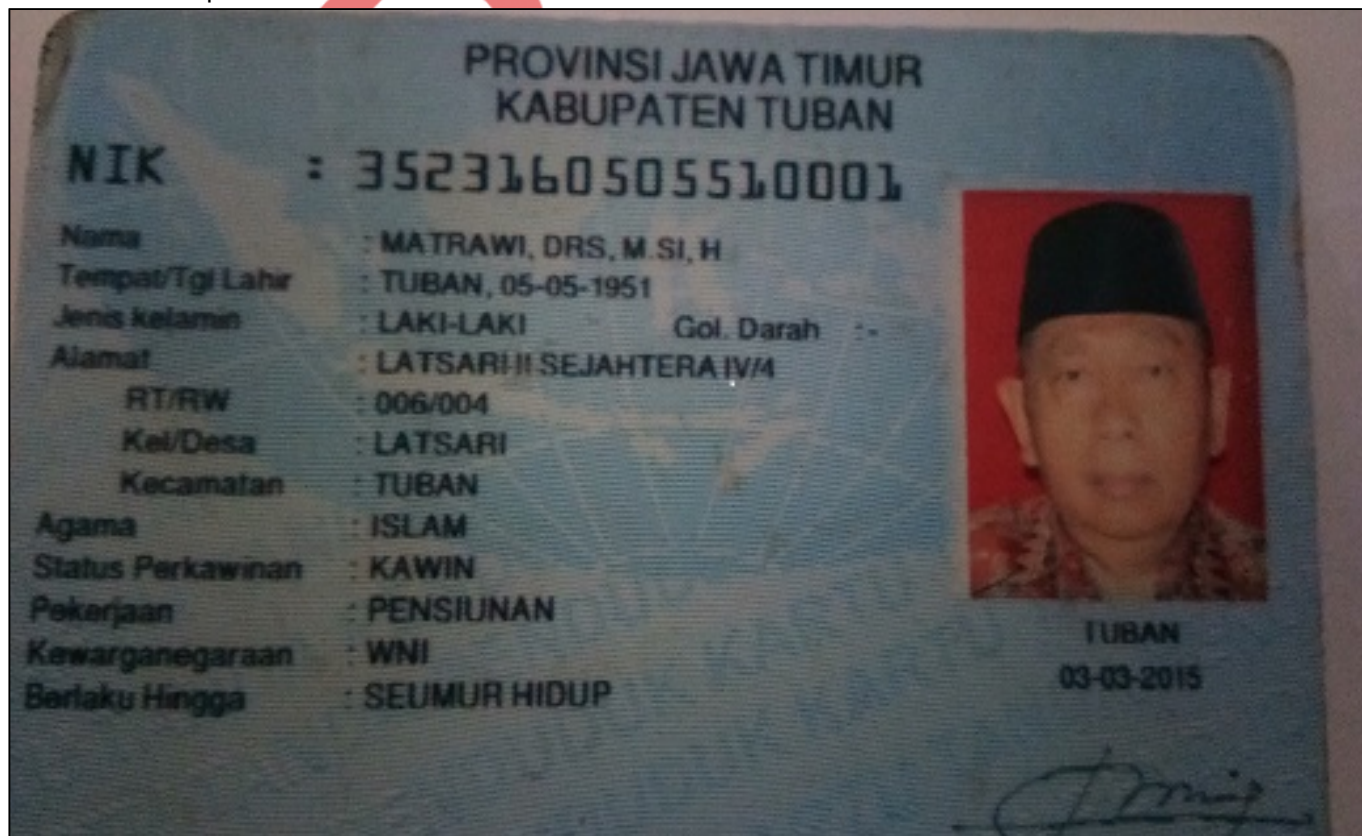 PROVINSI JAWA TIMUR
KABUPATEN TUBAN
NIK : 3523160505510001
Nama : MATRAWI, DRS, M.SI, H
Tempat/Tgl Lahir : TUBAN, 05-05-1951
Jenis kelamin : LAKI-LAKI Gol. Darah : -
Alamat : LATSARI II SEJAHTERA IV/4
RT/RW : 006/004
Kel/Desa : LATSARI
Kecamatan : TUBAN
Agama : ISLAM
Status Perkawinan : KAWIN
Pekerjaan : PENSIUNAN
Kewarganegaraan : WNI
Berlaku Hingga : SEUMUR HIDUP
TUBAN
03-03-2015